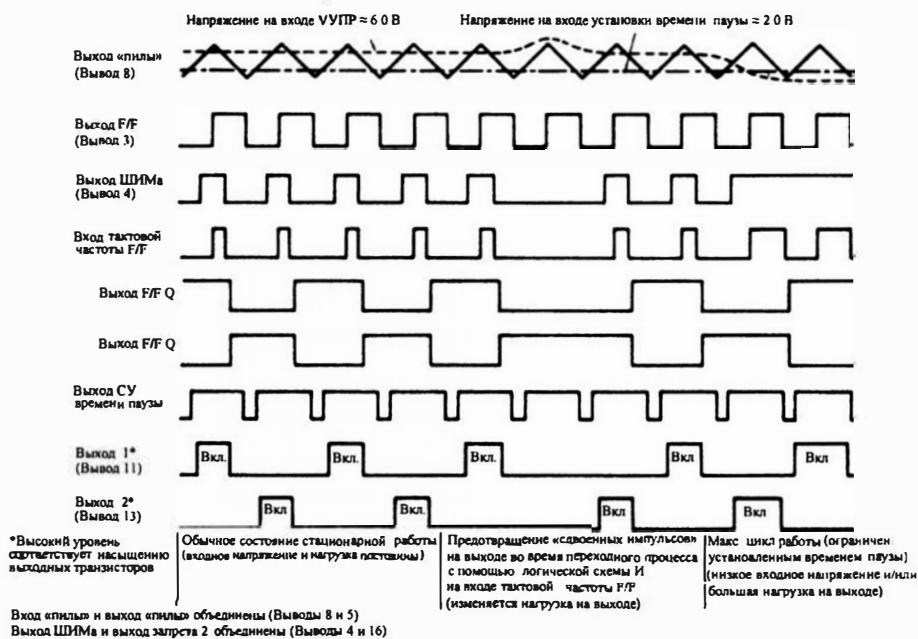 Напряжение на входе VУПР ≈ 6 0 В
Напряжение на входе установки времени паузы ≈ 2 0 В
Выход «пилы»
(Вывод 8)
Выход F/F
(Вывод 3)
Выход ШИМа
(Вывод 4)
Вход тактовой
частоты F/F
Выход F/F Q
Выход F/F Q
Выход СУ
времени паузы
Выход 1*
(Вывод 11)
Вкл.
Вкл.
Вкл.
Вкл
Вкл
Выход 2*
(Вывод 13)
Вкл
Вкл.
Вкл
Вкл
*Высокий уровень
соответствует насыщению
выходных транзисторов
Обычное состояние стационарной работы
(входное напряжение и нагрузка постоянны)
Предотвращение «сдвоенных импульсов»
на выходе во время переходного процесса
с помощью логической схемы И
на входе тактовой частоты F/F
(изменяется нагрузка на выходе)
Макс цикл работы (ограничен
установленным временем паузы)
(низкое входное напряжение и/или
большая нагрузка на выходе)
Вход «пилы» и выход «пилы» объединены (Выводы 8 и 5)
Выход ШИМа и выход запрета 2 объединены (Выводы 4 и 16)